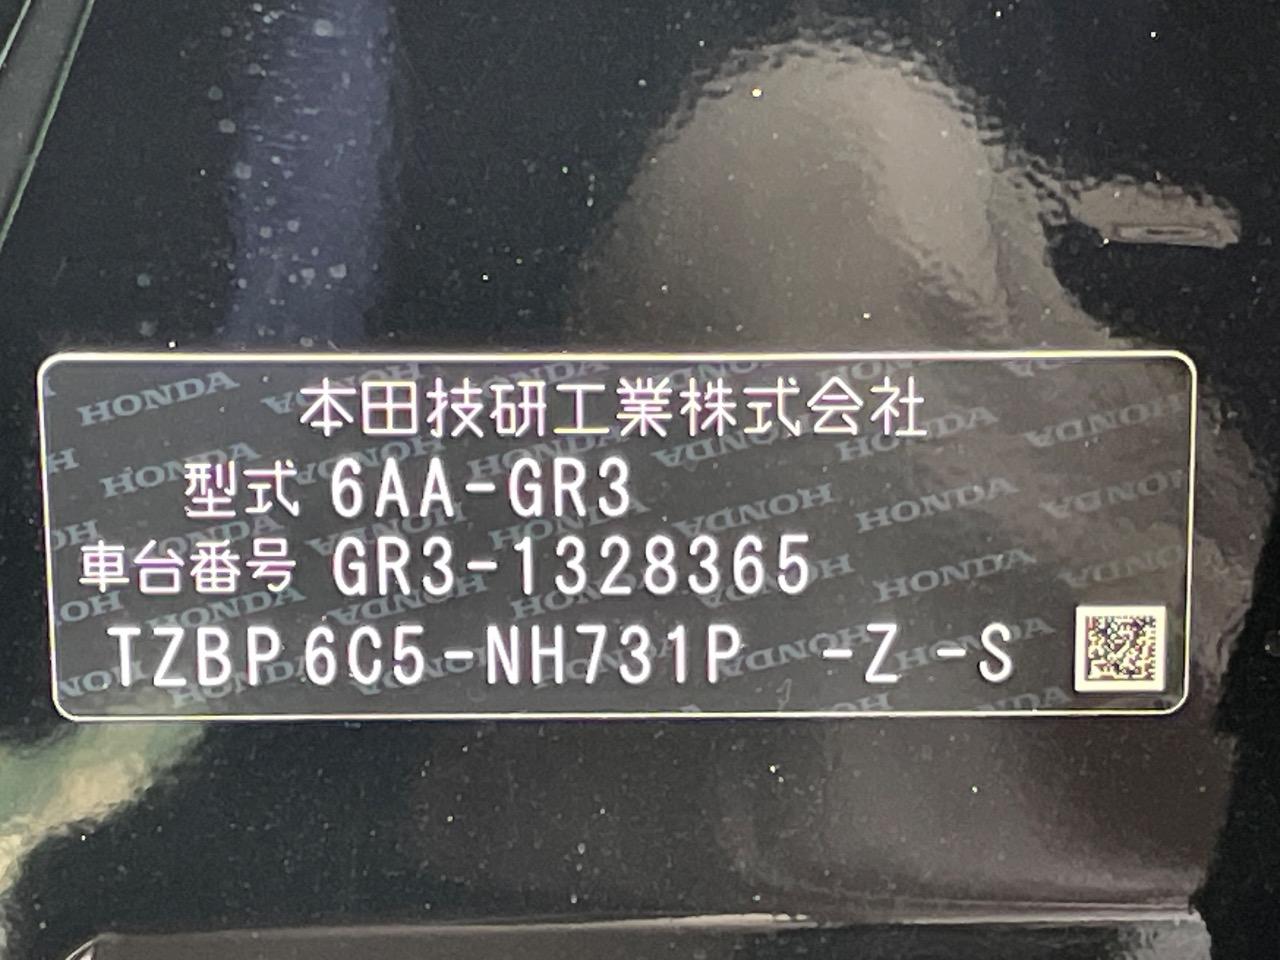 本田技研工業株式会社
型式 6AA-GR3
車台番号 GR3-1328365
TZBP6C5-NH731P -Z-S